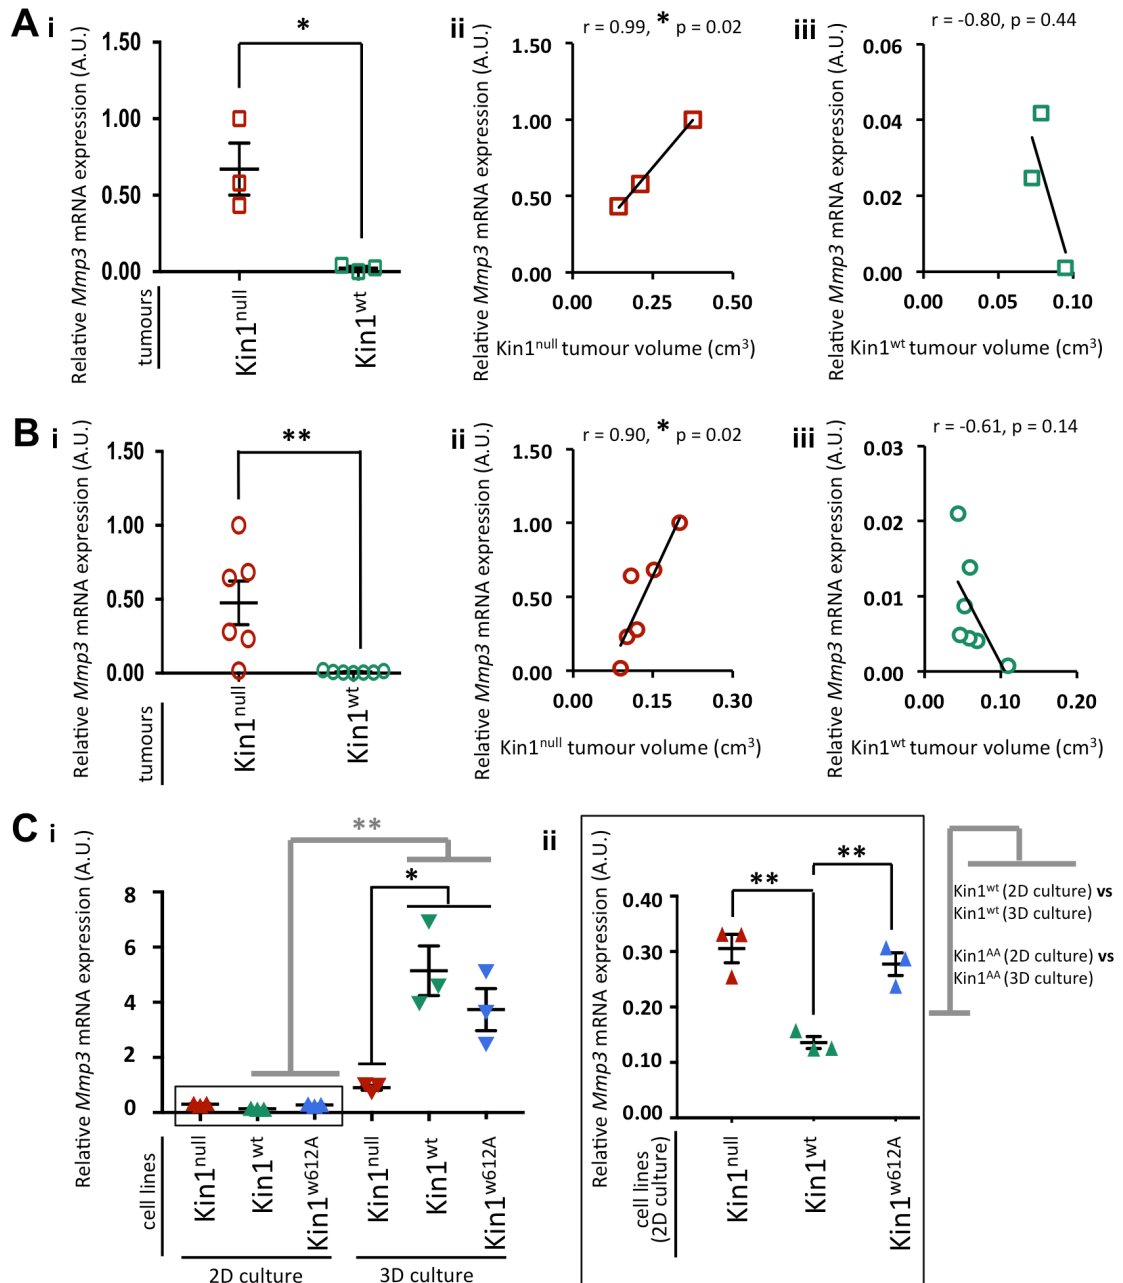 A i
Relative Mmp3 mRNA expression (A.U.)
1.50
1.00
0.50
0.00
*
tumours
Kin1null
Kin1wt
ii
r = 0.99, * p = 0.02
Relative Mmp3 mRNA expression (A.U.)
1.50
1.00
0.50
0.00
0.00 0.25 0.50
Kin1null tumour volume (cm3)
iii
r = -0.80, p = 0.44
Relative Mmp3 mRNA expression (A.U.)
0.06
0.04
0.02
0.00
0.00 0.05 0.10
Kin1wt tumour volume (cm3)
B i
Relative Mmp3 mRNA expression (A.U.)
1.50
1.00
0.50
0.00
**
tumours
Kin1null
Kin1wt
ii
r = 0.90, * p = 0.02
Relative Mmp3 mRNA expression (A.U.)
1.50
1.00
0.50
0.00
0.00 0.15 0.30
Kin1null tumour volume (cm3)
iii
r = -0.61, p = 0.14
Relative Mmp3 mRNA expression (A.U.)
0.03
0.02
0.01
0.00
0.00 0.10 0.20
Kin1wt tumour volume (cm3)
C i
Relative Mmp3 mRNA expression (A.U.)
8
6
4
2
0
**
*
cell lines
Kin1null
Kin1wt
Kin1w612A
Kin1null
Kin1wt
Kin1w612A
2D culture
3D culture
ii
Relative Mmp3 mRNA expression (A.U.)
0.40
0.30
0.20
0.10
0.00
**
**
cell lines
(2D culture)
Kin1null
Kin1wt
Kin1w612A
Kin1wt (2D culture) vs
Kin1wt (3D culture)
Kin1AA (2D culture) vs
Kin1AA (3D culture)